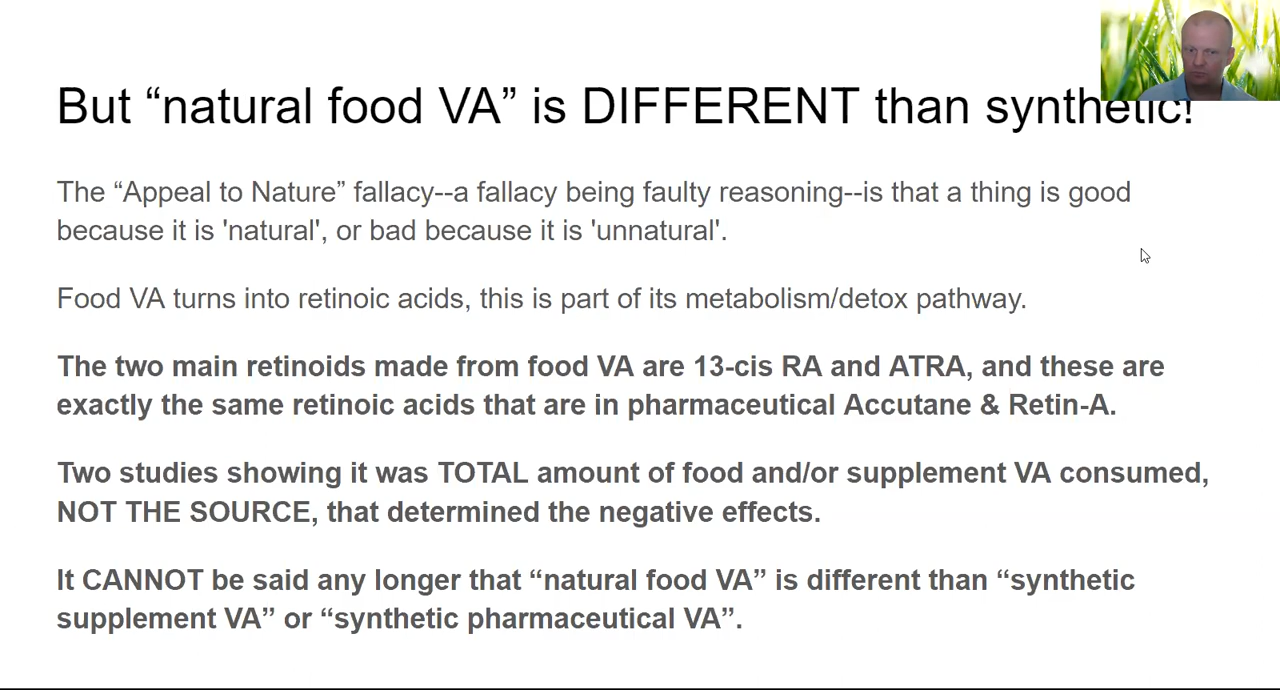 But “natural food VA” is DIFFERENT than synthetic!
The “Appeal to Nature” fallacy--a fallacy being faulty reasoning--is that a thing is good
because it is 'natural', or bad because it is 'unnatural'.
Food VA turns into retinoic acids, this is part of its metabolism/detox pathway.
The two main retinoids made from food VA are 13-cis RA and ATRA, and these are
exactly the same retinoic acids that are in pharmaceutical Accutane & Retin-A.
Two studies showing it was TOTAL amount of food and/or supplement VA consumed,
NOT THE SOURCE, that determined the negative effects.
It CANNOT be said any longer that “natural food VA” is different than “synthetic
supplement VA” or “synthetic pharmaceutical VA”.